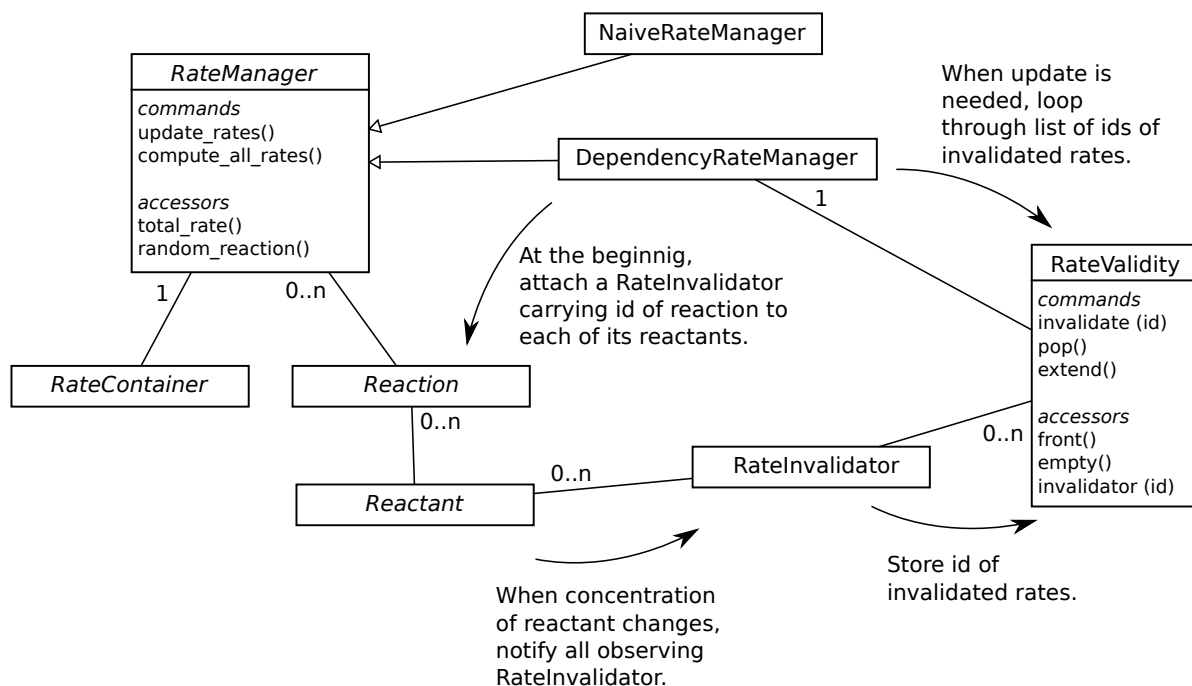 NaiveRateManager
RateManager
commands
update_rates()
compute_all_rates()
accessors
total_rate()
random_reaction()
When update is
needed, loop
through list of ids of
invalidated rates.
DependencyRateManager
1
At the beginnig,
attach a RateInvalidator
carrying id of reaction to
each of its reactants.
RateValidity
commands
invalidate (id)
pop()
extend()
accessors
front()
empty()
invalidator (id)
1
0..n
RateContainer
Reaction
0..n
0..n
RateInvalidator
0..n
Reactant
Store id of
invalidated rates.
When concentration
of reactant changes,
notify all observing
RateInvalidator.